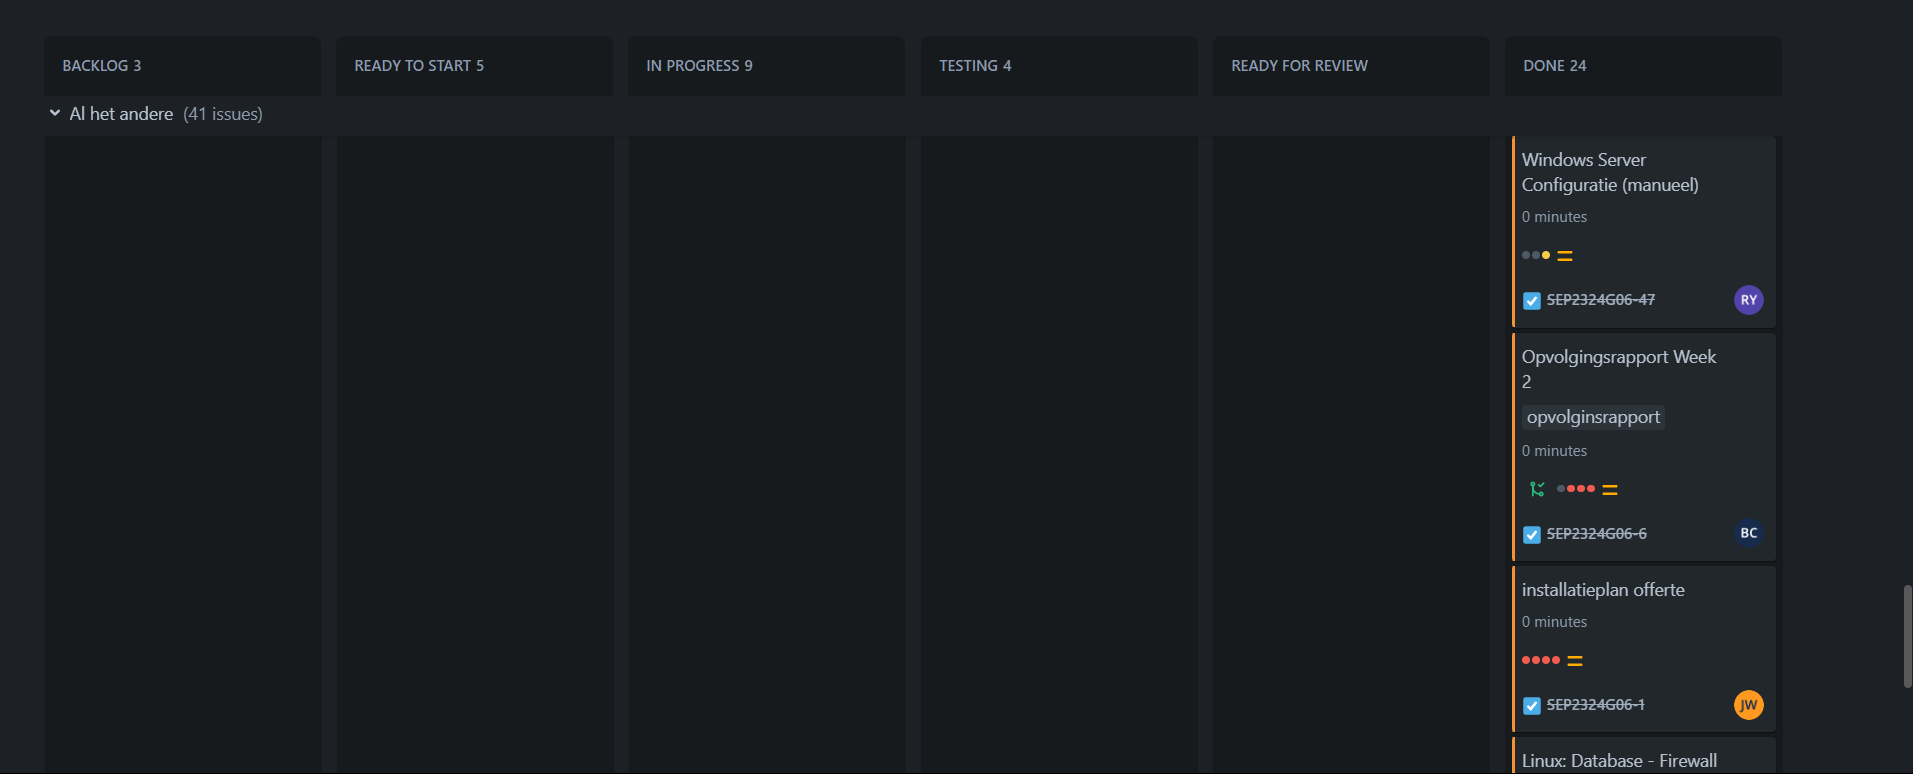 BACKLOG 3
READY TO START 5
IN PROGRESS 9
TESTING 4
READY FOR REVIEW
DONE 24
Al het andere (41 issues)
Windows Server
Configuratie (manueel)
0 minutes
SEP2324G06-47
RY
Opvolgingsrapport Week
2
opvolginsrapport
0 minutes
SEP2324G06-6
BC
installatieplan offerte
0 minutes
SEP2324G06-1
JW
Linux: Database - Firewall